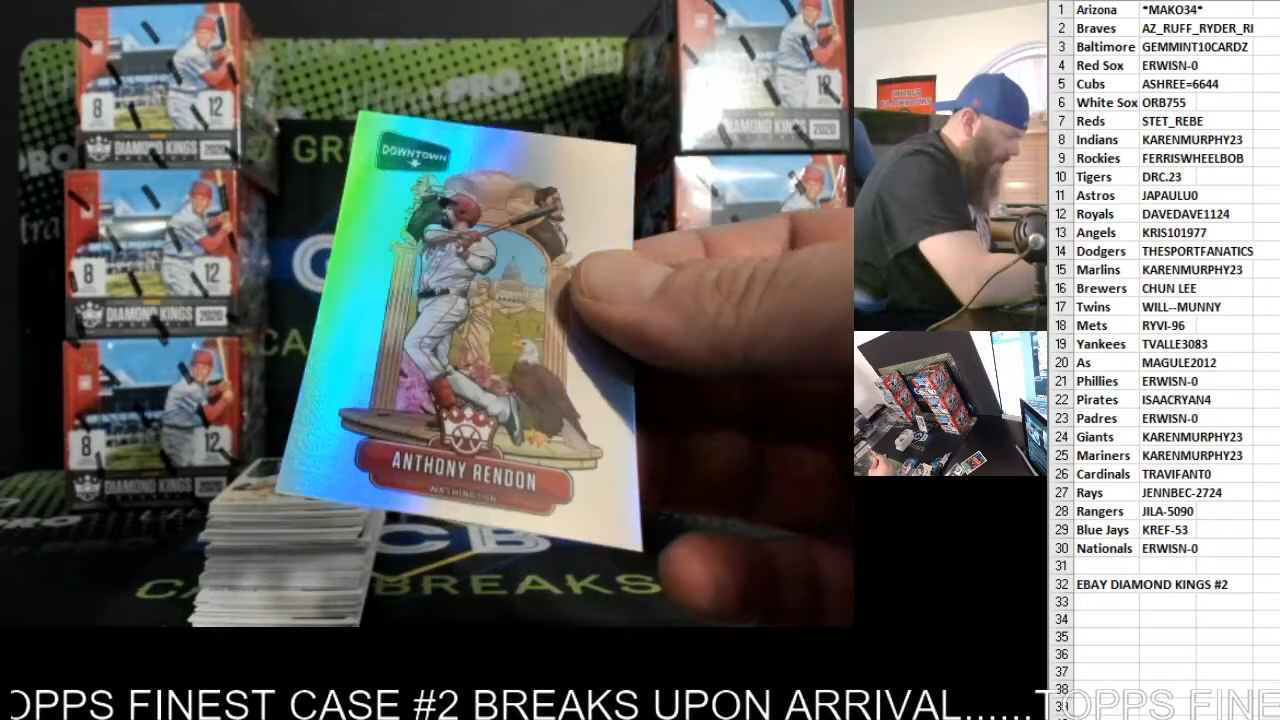 DOWNTOWN
ANTHONY RENDON
WASHINGTON
8
12
DIAMOND KINGS 2020
8
12
DIAMOND KINGS 2020
8
12
DIAMOND KINGS 2020
BREAKS
1 Arizona *MAKO34*
2 Braves AZ_RUFF_RYDER_RI
3 Baltimore GEMMINT10CARDZ
4 Red Sox ERWISN-0
5 Cubs ASHREE=6644
6 White Sox ORB755
7 Reds STET_REBE
8 Indians KARENMURPHY23
9 Rockies FERRISWHEELBOB
10 Tigers DRC.23
11 Astros JAPAULU0
12 Royals DAVEDAVE1124
13 Angels KRIS101977
14 Dodgers THESPORTFANATICS
15 Marlins KARENMURPHY23
16 Brewers CHUN LEE
17 Twins WILL--MUNNY
18 Mets RYVI-96
19 Yankees TVALLE3083
20 As MAGULE2012
21 Phillies ERWISN-0
22 Pirates ISAACRYAN4
23 Padres ERWISN-0
24 Giants KARENMURPHY23
25 Mariners KARENMURPHY23
26 Cardinals TRAVIFANT0
27 Rays JENNBEC-2724
28 Rangers JILA-5090
29 Blue Jays KREF-53
30 Nationals ERWISN-0
31
32 EBAY DIAMOND KINGS #2
33
34
35
36
37
38
39
OPPS FINEST CASE #2 BREAKS UPON ARRIVAL......TOPPS FINE